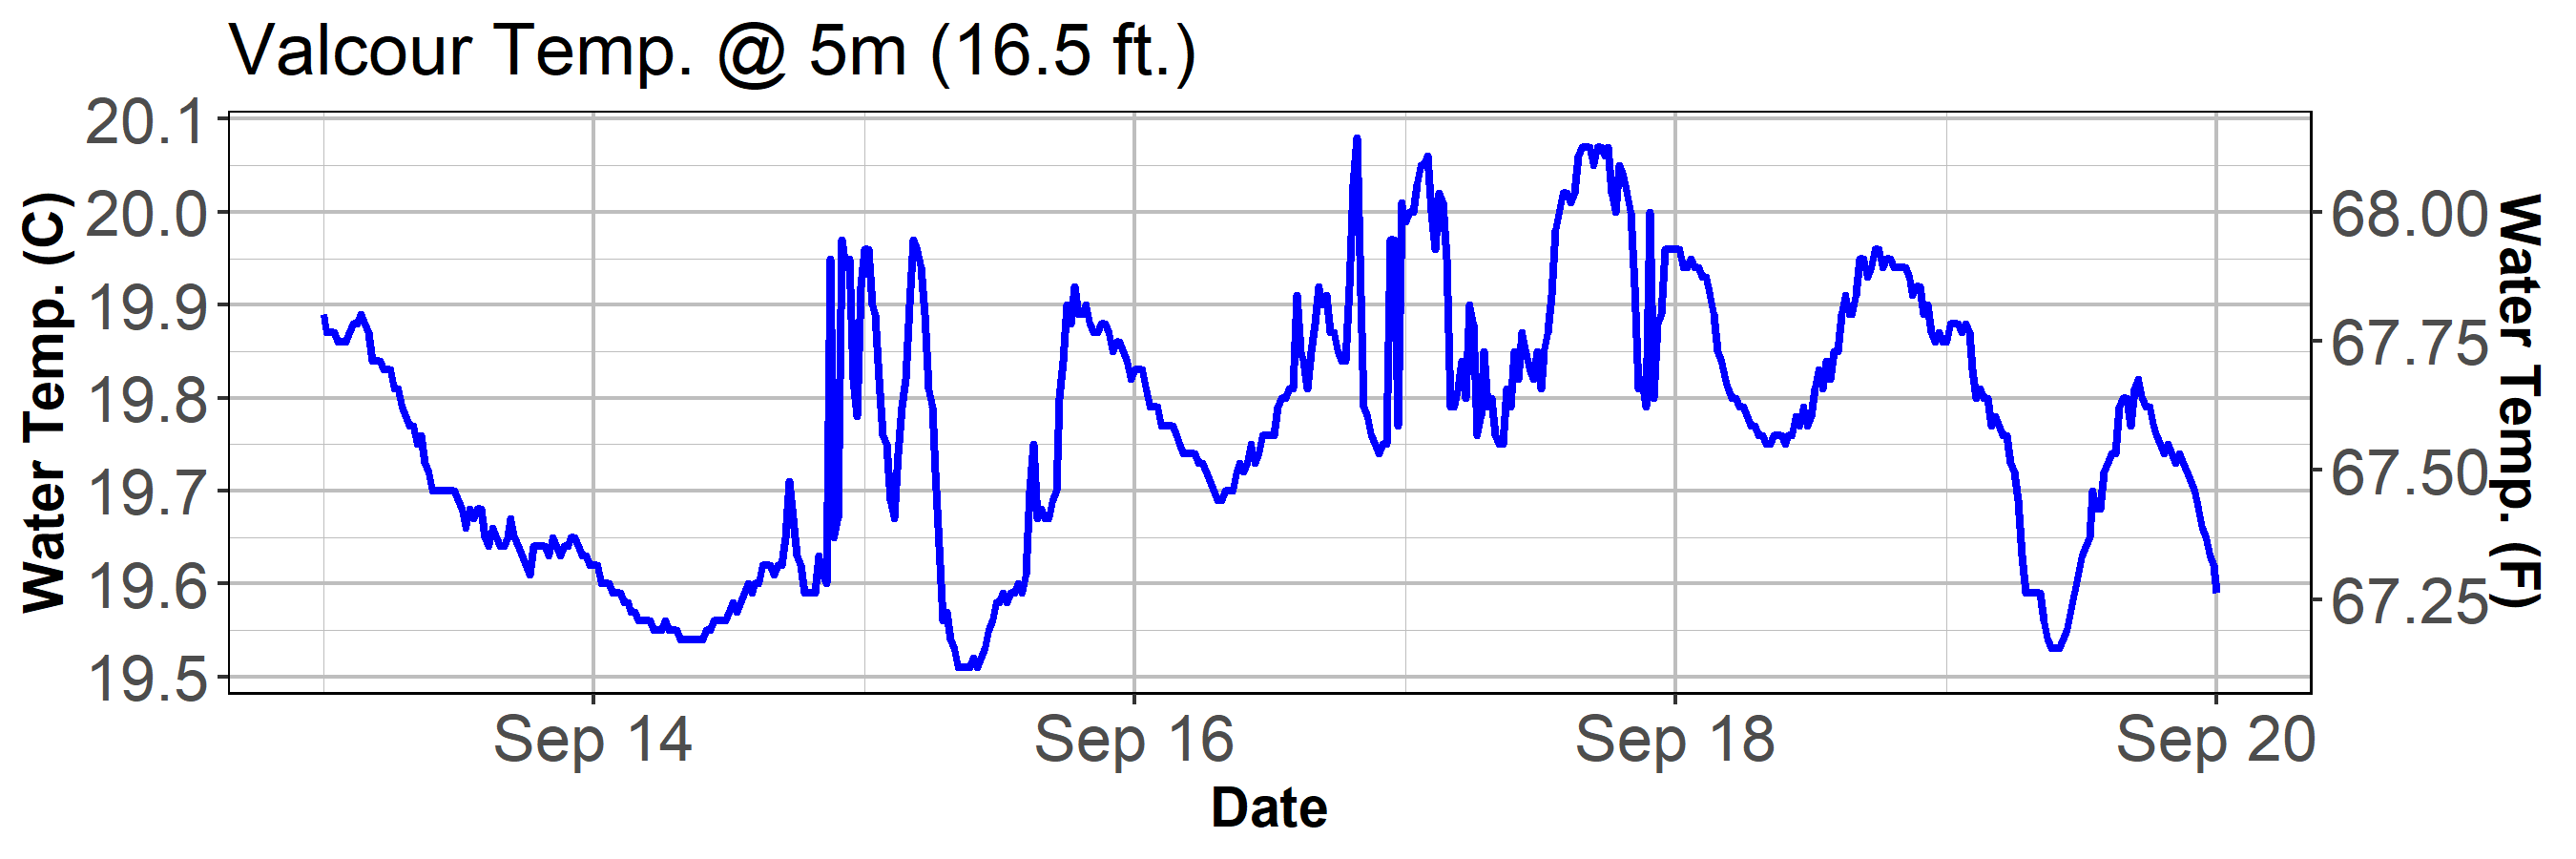 Valcour Temp. @ 5m (16.5 ft.)
20.1
20.0
19.9
19.8
19.7
19.6
19.5
Water Temp. (C)
68.00
67.75
67.50
67.25
Water Temp. (F)
Sep 14 Sep 16 Sep 18 Sep 20
Date